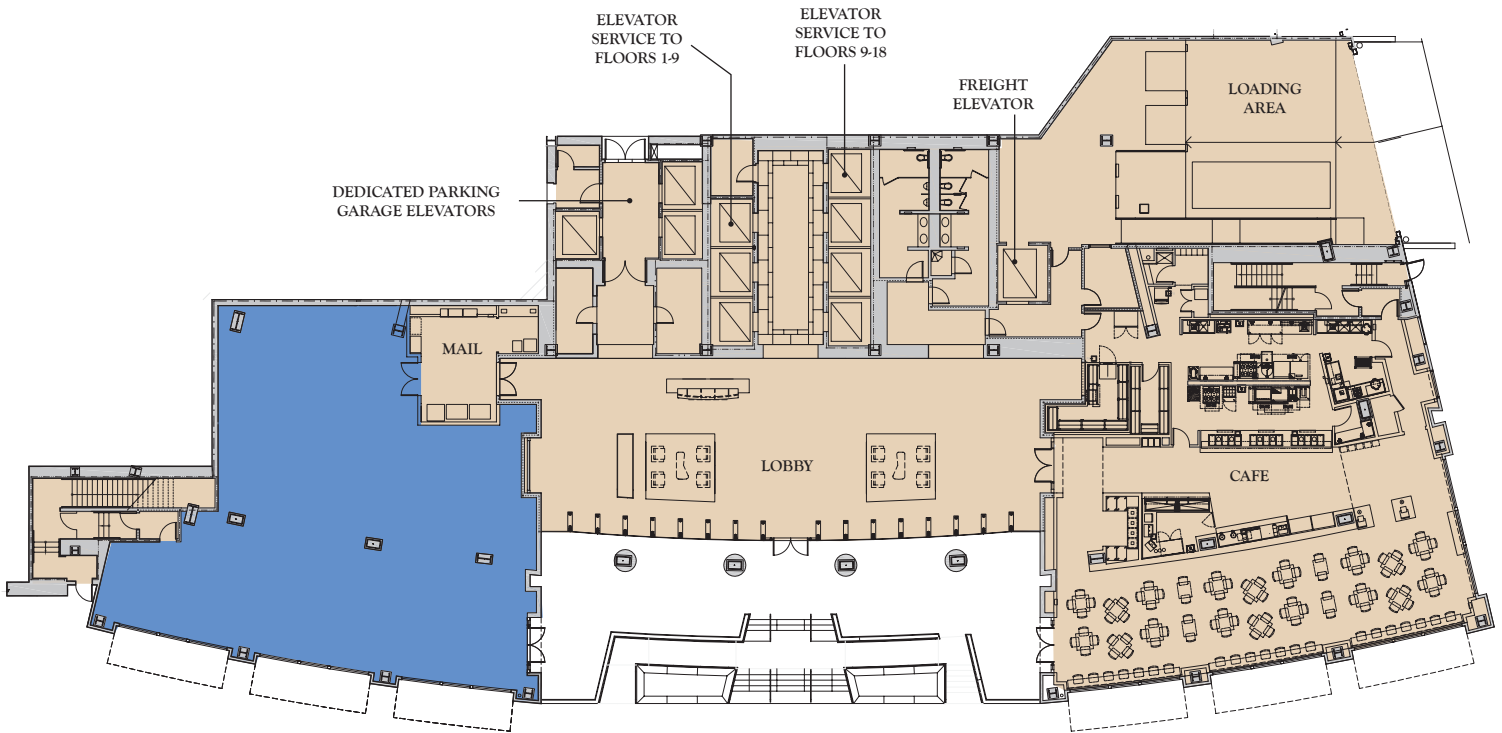 ELEVATOR
SERVICE TO
FLOORS 1-9
ELEVATOR
SERVICE TO
FLOORS 9-18
FREIGHT
ELEVATOR
LOADING
AREA
DEDICATED PARKING
GARAGE ELEVATORS
MAIL
LOBBY
CAFE